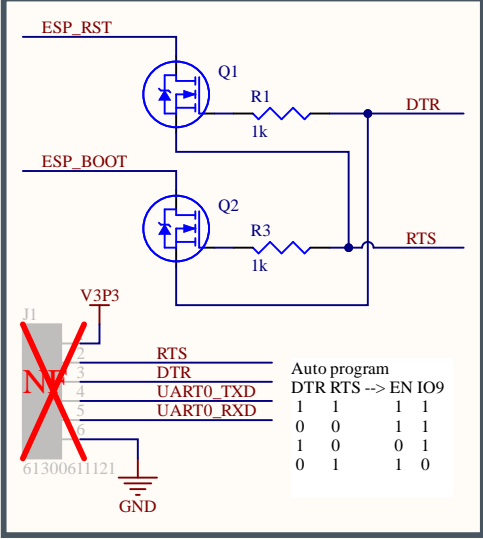 ESP_RST
Q1
R1
DTR
1k
ESP_BOOT
Q2
R3
RTS
1k
V3P3
J1
2 RTS
3 DTR
NF
4 UART0_TXD
5 UART0_RXD
6
61300611121
GND
Auto program
DTR RTS --> EN IO9
1 1 1 1
0 0 1 1
1 0 0 1
0 1 1 0